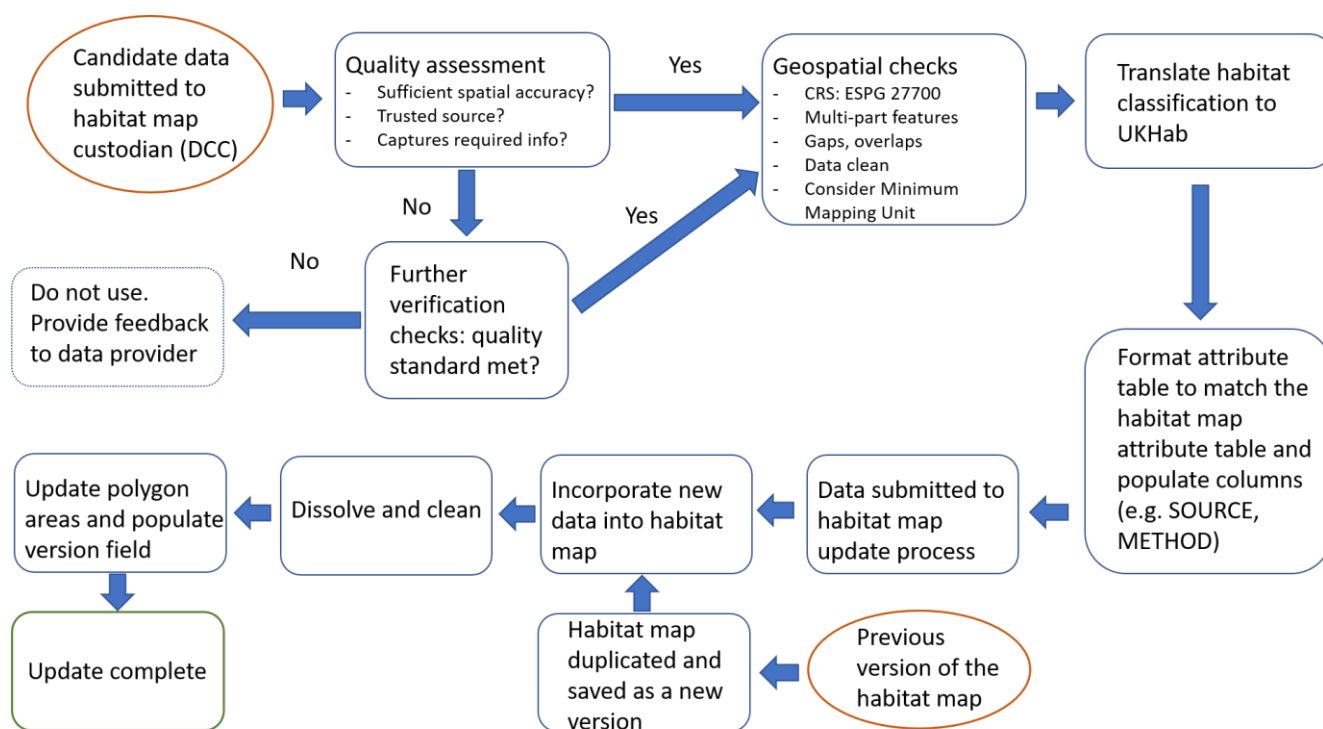 Candidate data
submitted to
habitat map
custodian (DCC)
Quality assessment
- Sufficient spatial accuracy?
- Trusted source?
- Captures required info?
Yes
Geospatial checks
- CRS: ESPG 27700
- Multi-part features
- Gaps, overlaps
- Data clean
- Consider Minimum
Mapping Unit
Translate habitat
classification to
UKHab
No
Yes
No
Further
verification
checks: quality
standard met?
Do not use.
Provide feedback
to data provider
Format attribute
table to match the
habitat map
attribute table and
populate columns
(e.g. SOURCE,
METHOD)
Data submitted to
habitat map
update process
Incorporate new
data into habitat
map
Dissolve and clean
Update polygon
areas and populate
version field
Update complete
Habitat map
duplicated and
saved as a new
version
Previous
version of the
habitat map